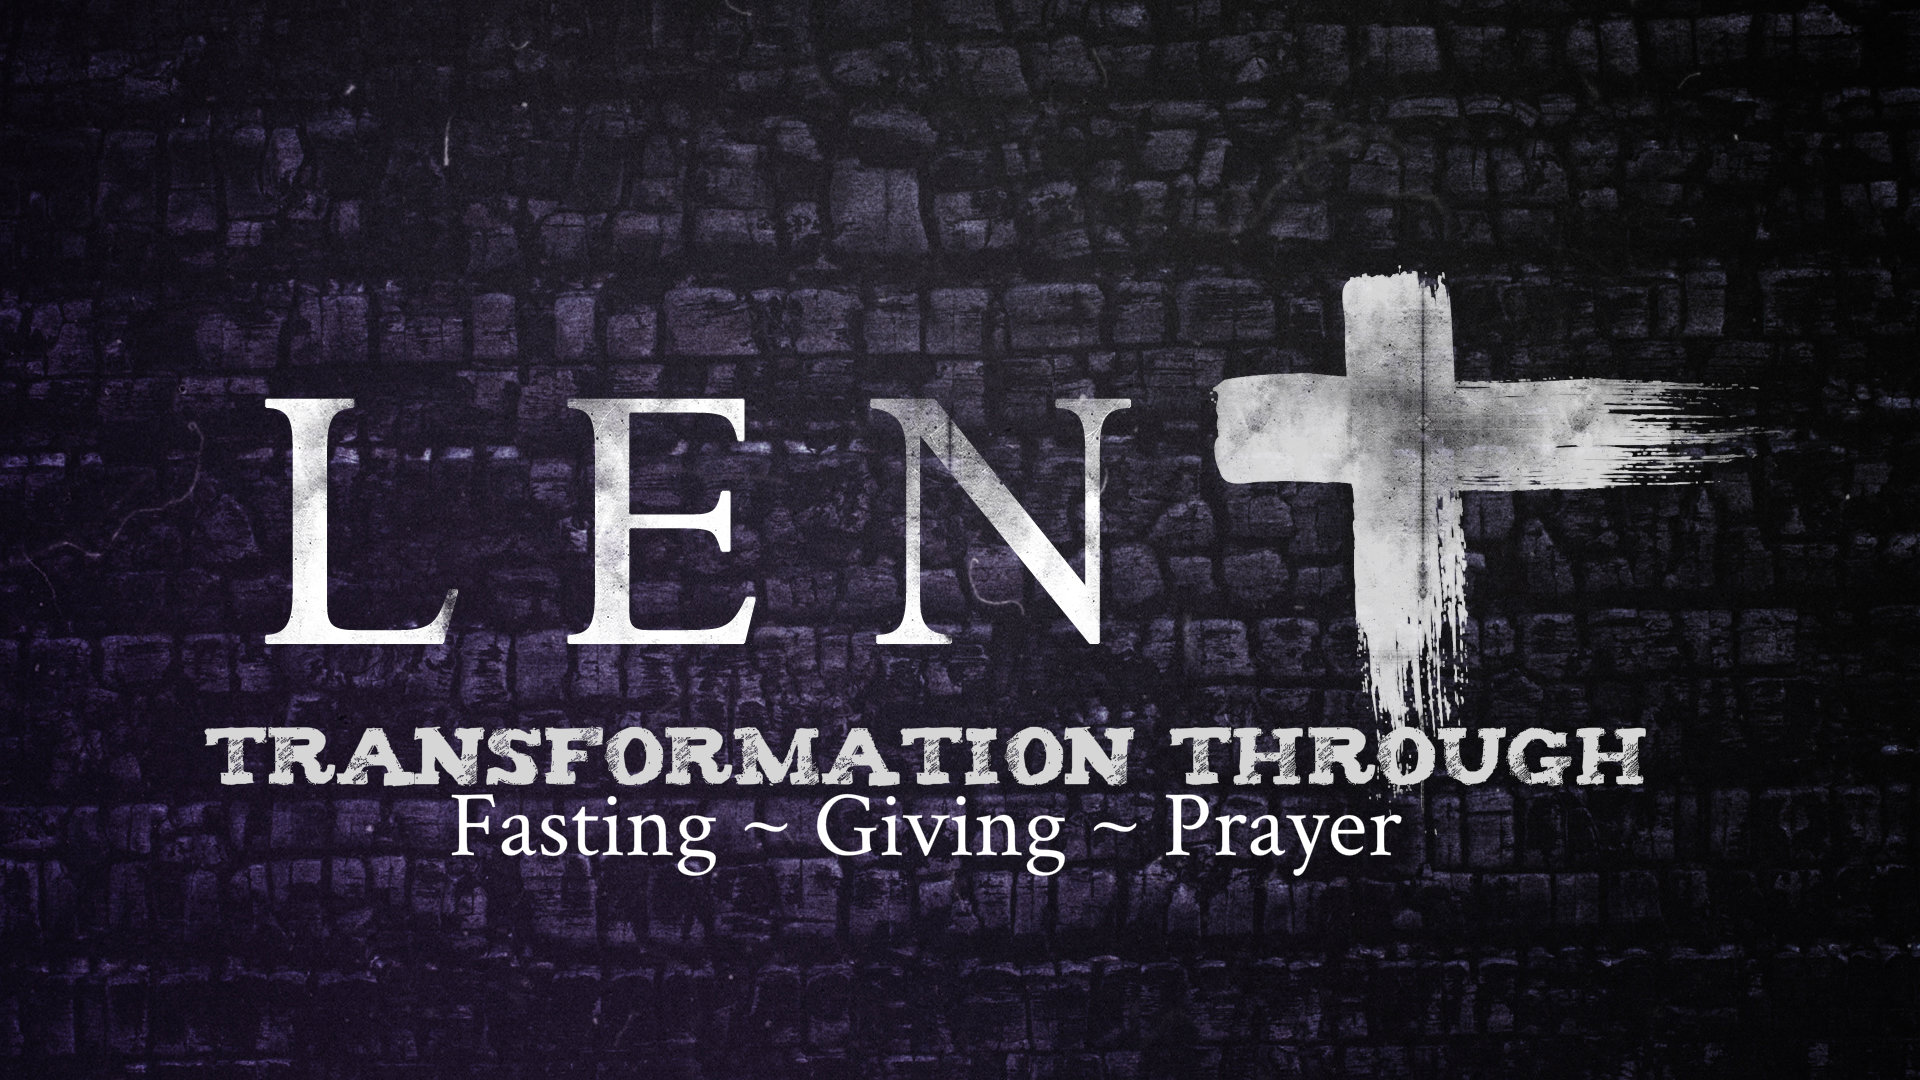 LENT
TRANSFORMATION THROUGH
Fasting ~ Giving ~ Prayer